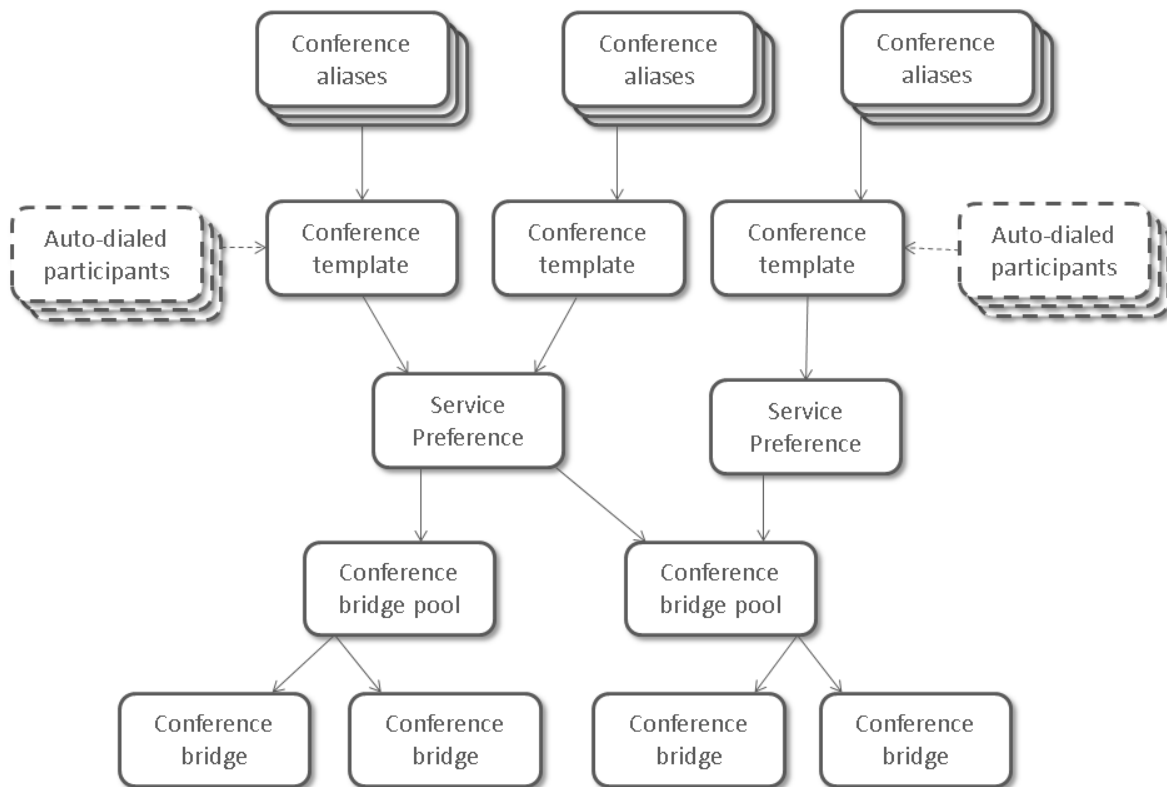 Conference
aliases
Conference
aliases
Conference
aliases
Auto-dialed
participants
Conference
template
Conference
template
Conference
template
Auto-dialed
participants
Service
Preference
Service
Preference
Conference
bridge pool
Conference
bridge pool
Conference
bridge
Conference
bridge
Conference
bridge
Conference
bridge